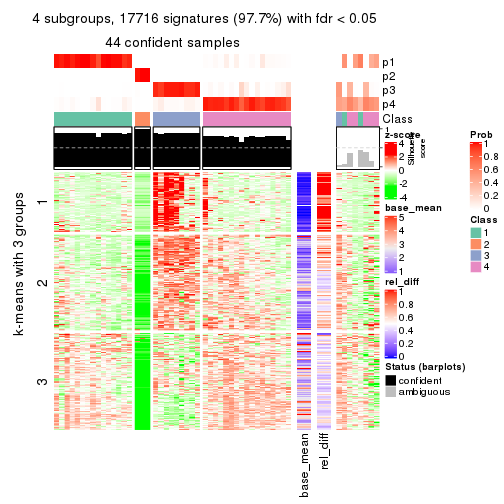 4 subgroups, 17716 signatures (97.7%) with fdr < 0.05
44 confident samples
p1
p2
p3
p4
Class
1
Silhouette
score
k-means with 3 groups
1
2
3
base_mean
rel_diff
z-score
4
2
0
-2
-4
base_mean
5
4
3
2
1
rel_diff
1
0.8
0.6
0.4
0.2
0
Status (barplots)
confident
ambiguous
Prob
1
0.8
0.6
0.4
0.2
0
Class
1
2
3
4